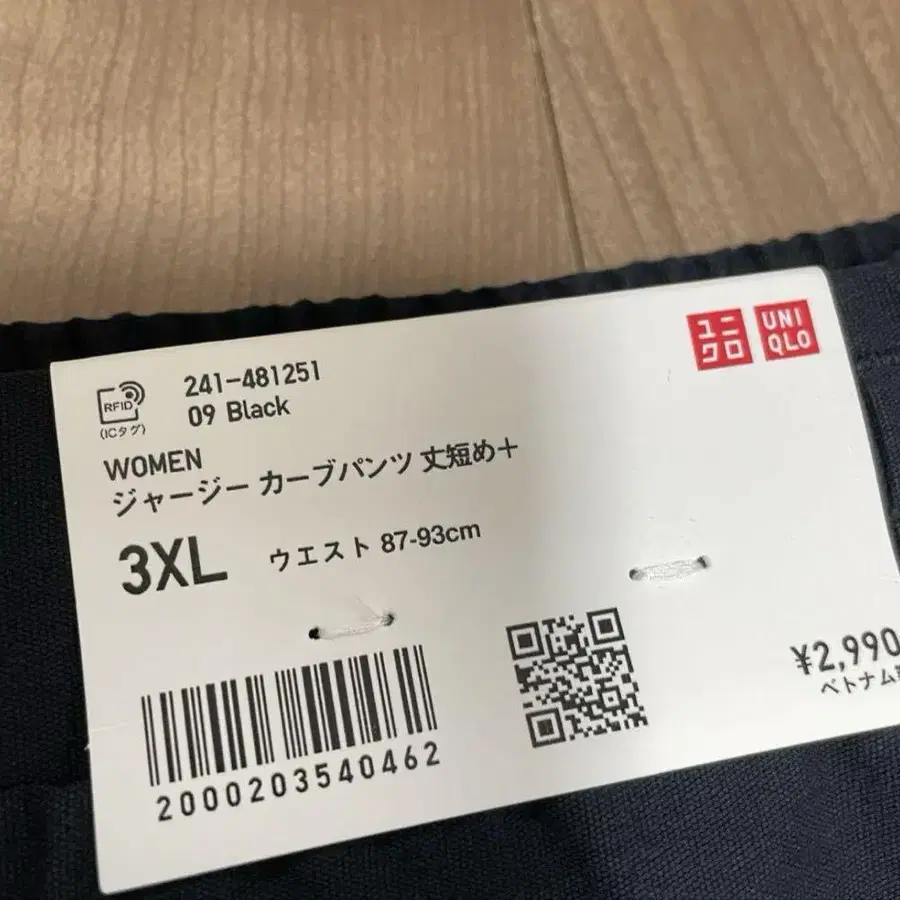 ユニ
クロ
UNI
QLO
RFID
(ICタグ)
241-481251
09 Black
WOMEN
ジャージー カーブパンツ 丈短め+
3XL ウエスト 87-93cm
2000203540462
¥2,990
ベトナム